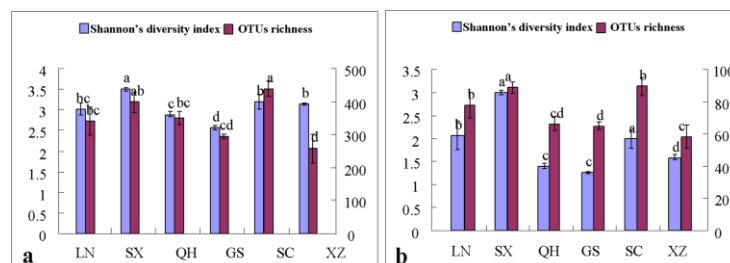 Shannon's diversity index OTUs richness
4 3.5 3 2.5 2 1.5 1 0.5 0
500 400 300 200 100 0
bc bc a ab c bc d cd b a b d
LN SX QH GS SC XZ
a
Shannon's diversity index OTUs richness
3.5 3 2.5 2 1.5 1 0.5 0
100 80 60 40 20 0
b b a a c cd c cd a b d c
LN SX QH GS SC XZ
b